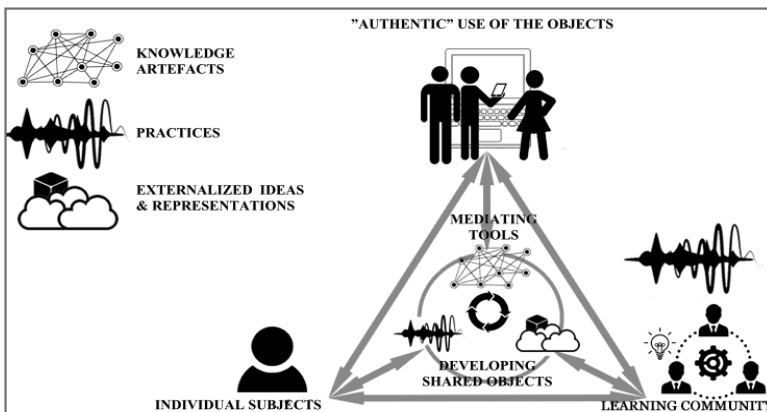 ”AUTHENTIC” USE OF THE OBJECTS
KNOWLEDGE
ARTEFACTS
PRACTICES
EXTERNALIZED IDEAS
& REPRESENTATIONS
MEDIATING
TOOLS
DEVELOPING
SHARED OBJECTS
INDIVIDUAL SUBJECTS
LEARNING COMMUNITY